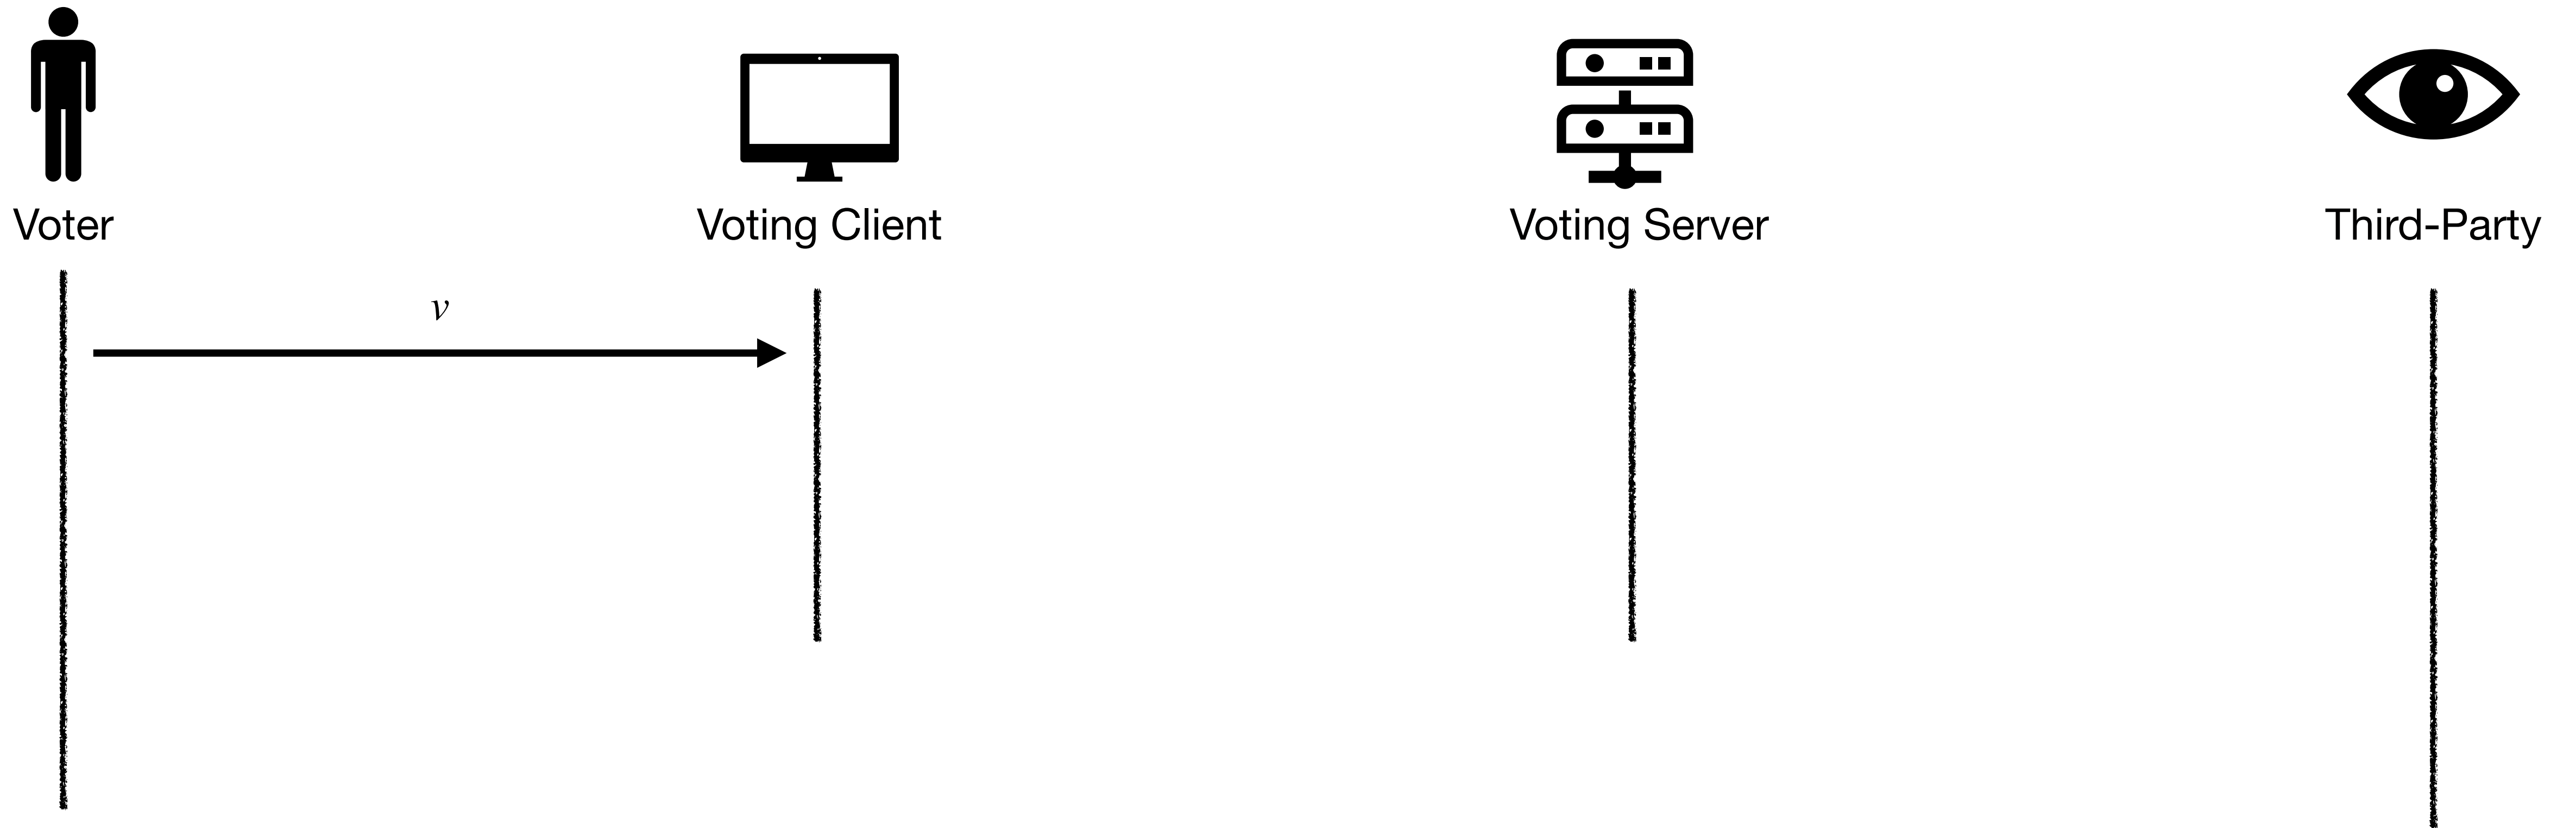 Voter
Voting Client
Voting Server
Third-Party
v